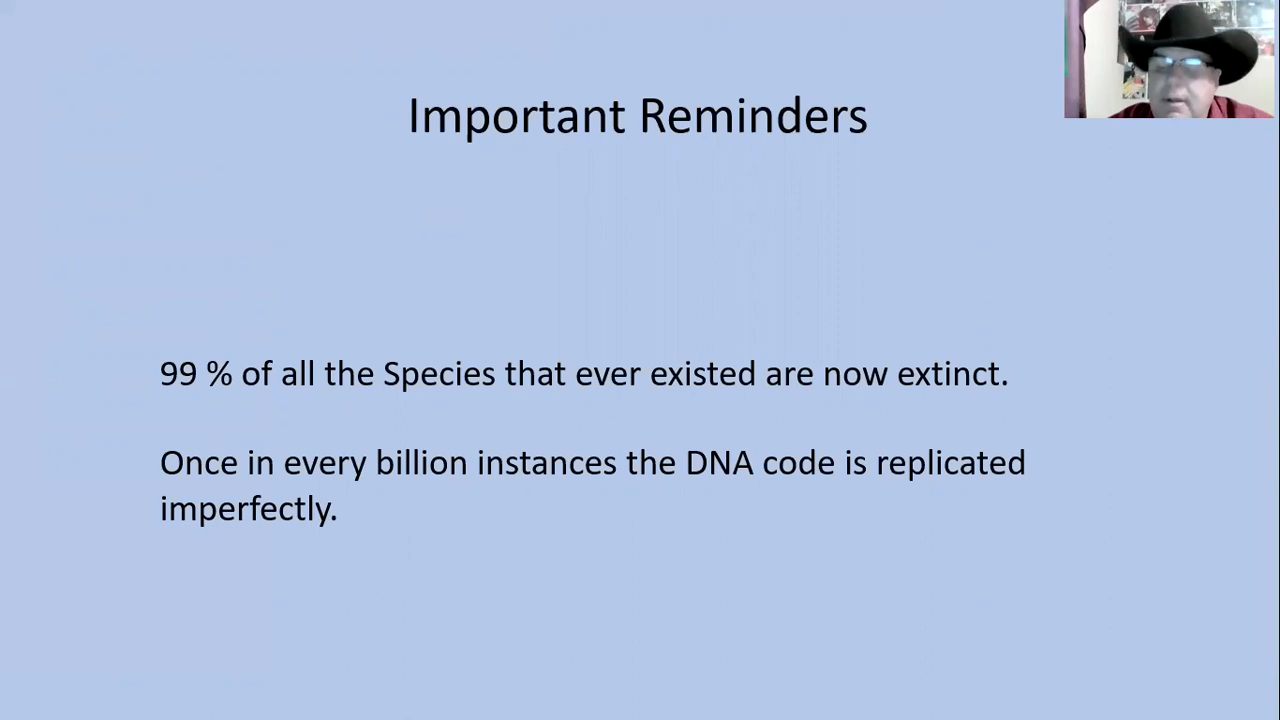 Important Reminders
99 % of all the Species that ever existed are now extinct.
Once in every billion instances the DNA code is replicated
imperfectly.